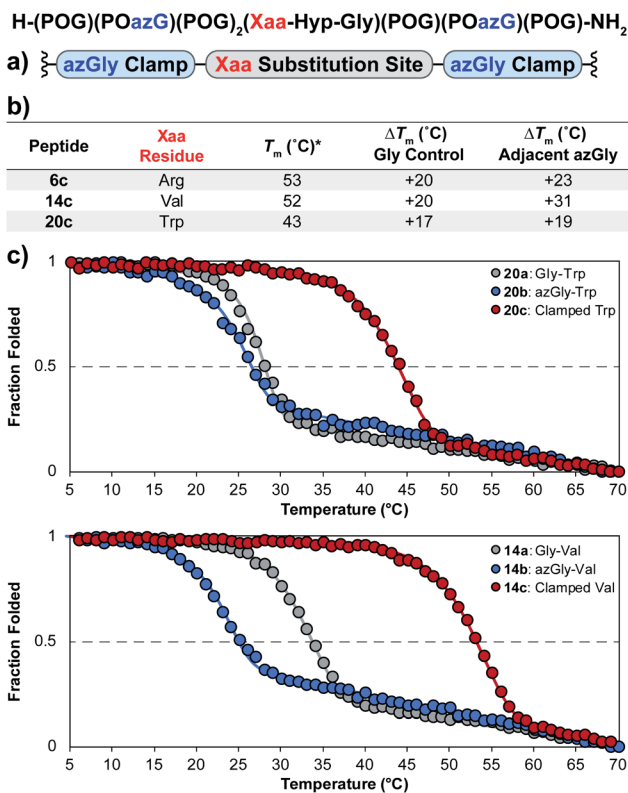 H-(POG)(POazG)(POG)2(Xaa-Hyp-Gly)(POG)(POazG)(POG)-NH2
a) azGly Clamp Xaa Substitution Site azGly Clamp
b)
Peptide Xaa Residue Tm (˚C)* ΔTm (˚C) Gly Control ΔTm (˚C) Adjacent azGly
6c Arg 53 +20 +23
14c Val 52 +20 +31
20c Trp 43 +17 +19
c)
1
20a: Gly-Trp
20b: azGly-Trp
20c: Clamped Trp
Fraction Folded
0.5
0
5 10 15 20 25 30 35 40 45 50 55 60 65 70
Temperature (°C)
1
14a: Gly-Val
14b: azGly-Val
14c: Clamped Val
Fraction Folded
0.5
0
5 10 15 20 25 30 35 40 45 50 55 60 65 70
Temperature (°C)